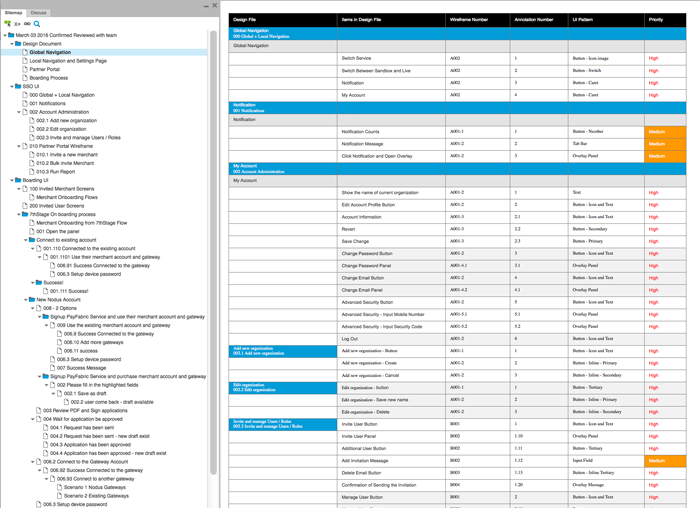 Sitemap Discuss
X=
March 03 2016 Confirmed Reviewed with team
Design Document
Global Navigation
Local Navigation and Settings Page
Partner Portal
Boarding Process
SSO UI
000 Global + Local Navigation
001 Notifications
002 Account Administration
002.1 Add new organization
002.2 Edit organization
002.3 Invite and manage Users / Roles
010 Partner Portal Wireframe
010.1 Invite a new merchant
010.2 Bulk invite Merchant
010.3 Run Report
Boarding UI
100 Invited Merchant Screens
Merchant Onboarding Flows
200 Invited User Screens
7thStage On boarding process
Merchant Onboarding from 7thStage Flow
001 Open the panel
Connect to existing account
001.110 Connected to the existing account
001.1101 Use their merchant account and gateway
006.91 Success Connected to the gateway
006.3 Setup device password
Success!
001.111 Success!
New Nodus Account
008 - 2 Options
Signup PayFabric Service and use their merchant account and gateway
009 Use the existing merchant account and gateway
006.9 Success Connected to the gateway
006.10 Add more gateways
006.11 success
006.3 Setup device password
007 Success Message
Signup PayFabric Service and purchase merchant account and gateway
002 Please fill in the highlighted fields
002.1 Save as draft
002.2 user come back - draft available
003 Review PDF and Sign applications
004 Wait for application be approved
004.1 Request has been sent
004.2 Request has been sent - new draft exist
004.3 Application has been approved
004.4 Application has been approved - new draft exist
006.2 Connect to the Gateway Account
006.92 Success Connected to the gateway
006.93 Connect to another gateway
Scenario 1 Nodus Gateways
Scenario 2 Existing Gateways
006.3 Setup device password
Design File Items in Design File Wireframe Number Annotation Number UI Pattern Priority
Global Navigation
000 Global + Local Navigation
Global Navigation
Switch Service A002 1 Button - Icon image High
Switch Between Sandbox and Live A002 2 Button - Switch High
Notification A002 3 Button - Caret High
My Account A002 4 Button - Caret High
Notification
001 Notifications
Notification
Notification Counts A001-1 1 Button - Number Medium
Notification Message A001-2 2 Tab Bar Medium
Click Notification and Open Overlay A001-2 3 Overlay Panel Medium
My Account
002 Account Administration
My Account
Show the name of current organization A001-2 1 Text High
Edit Account Profile Button A001-2 2 Button - Icon and Text High
Account Information A001-3 2.1 Button - Icon and Text High
Revert A001-3 2.2 Button - Secondary High
Save Change A001-3 2.3 Button - Primary High
Change Password Button A001-2 3 Button - Icon and Text High
Change Password Panel A001-4.1 3.1 Overlay Panel High
Change Email Button A001-2 4 Button - Icon and Text High
Change Email Panel A001-4.2 4.1 Overlay Panel High
Advanced Security Button A001-2 5 Button - Icon and Text High
Advanced Security - Input Mobile Number A001-5.1 5.1 Overlay Panel High
Advanced Security - Input Security Code A001-5.2 5.2 Overlay Panel High
Log Out A001-2 6 Button - Icon and Text High
Add new organization
002.1 Add new organization
Add new organization - Button A001-1 1 Button - Icon and Text High
Add new organization - Create A001-2 2 Button - Inline - Primary High
Add new organization - Cancel A001-2 3 Button - Inline - Secondary High
Edit organization
002.2 Edit organization
Edit organization - button A001-1 1 Button - Tertiary High
Edit organization - Save new name A001-2 2 Button - Inline - Primary High
Edit organization - Delete A001-2 3 Button - Inline - Secondary High
Invite and manage Users / Roles
002.3 Invite and manage Users / Roles
Invite User Button B001 1 Button - Icon and Text High
Invite User Panel B002 1.10 Overlay Panel High
Additional User Button B002 1.11 Button - Tertiary High
Add Invitation Message B002 1.12 Input Field Medium
Delete Email Button B003 1.13 Button - Inline Tertiary High
Confirmation of Sending the Invitation B004 1.20 Overlay Message High
Manage User Button B001 2 Button - Icon and Text High